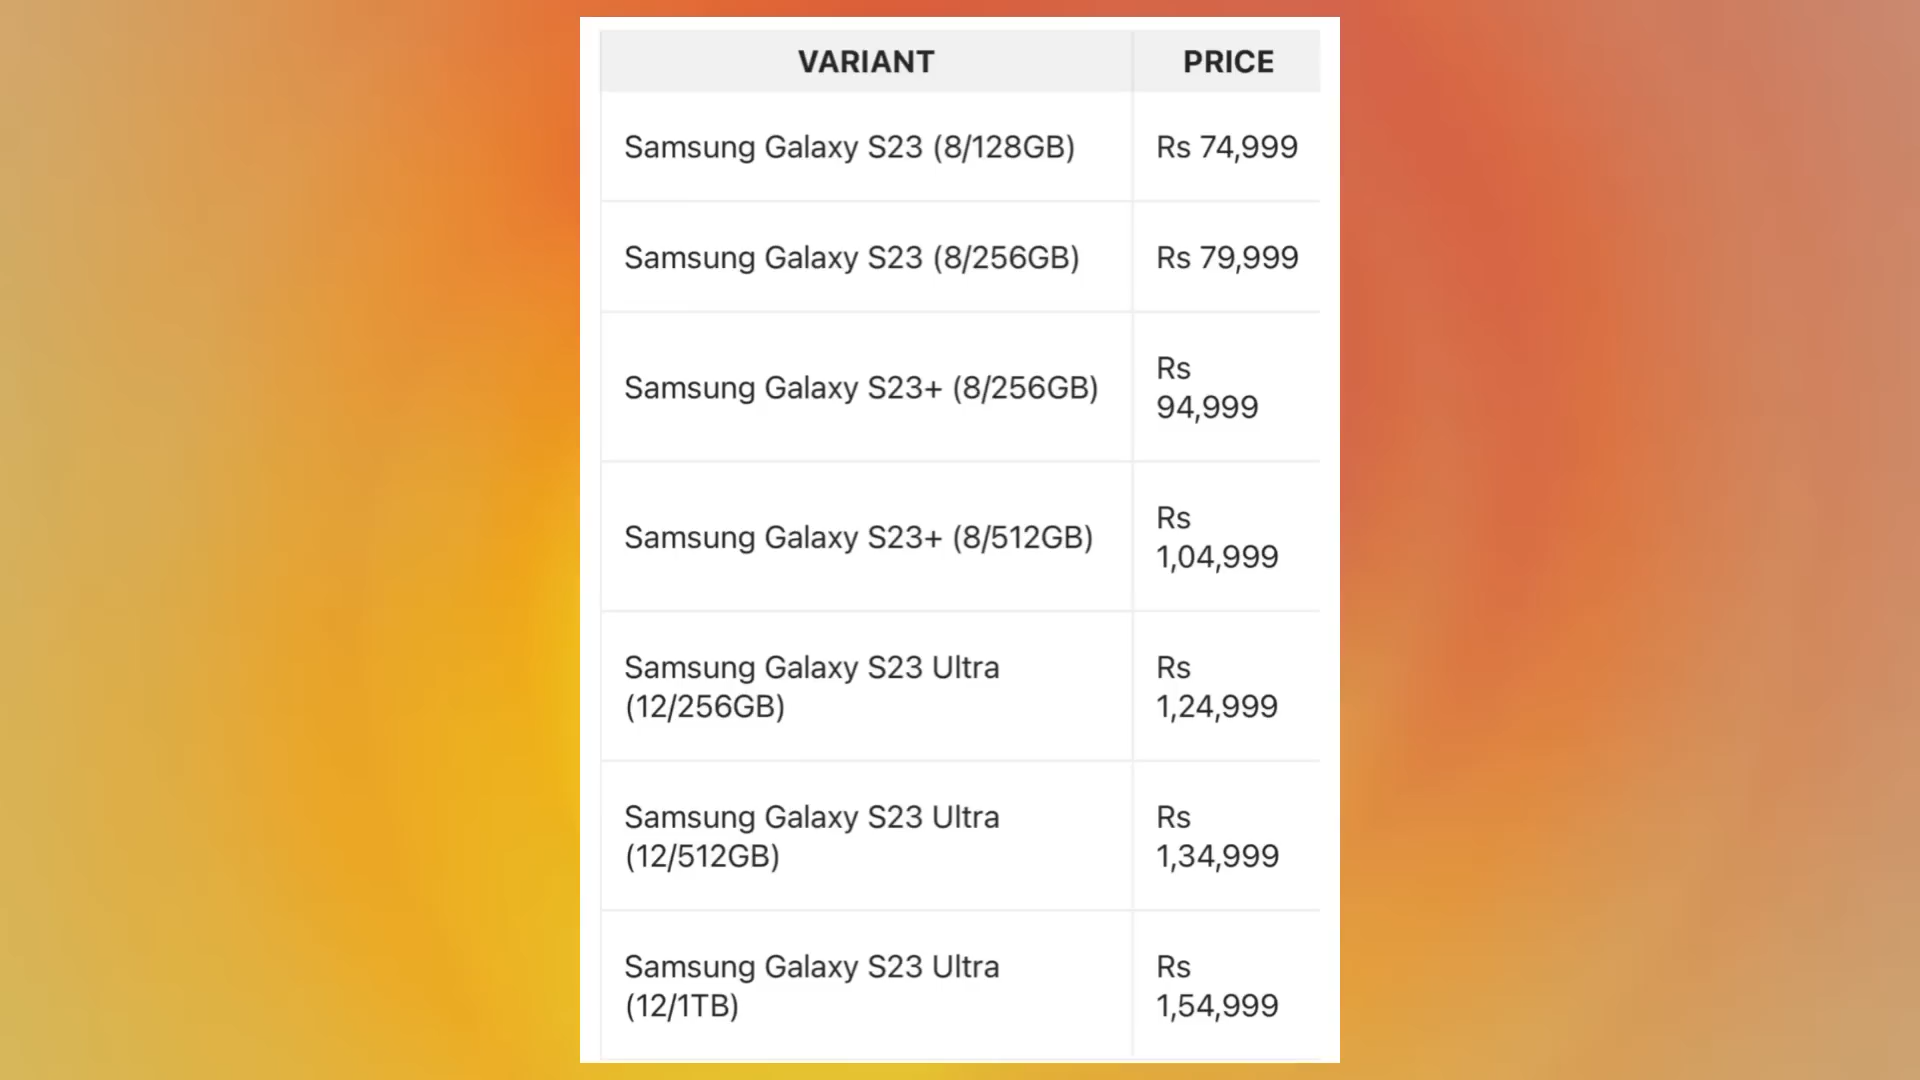 VARIANT PRICE
Samsung Galaxy S23 (8/128GB) Rs 74,999
Samsung Galaxy S23 (8/256GB) Rs 79,999
Samsung Galaxy S23+ (8/256GB) Rs
94,999
Samsung Galaxy S23+ (8/512GB) Rs
1,04,999
Samsung Galaxy S23 Ultra Rs
(12/256GB) 1,24,999
Samsung Galaxy S23 Ultra Rs
(12/512GB) 1,34,999
Samsung Galaxy S23 Ultra Rs
(12/1TB) 1,54,999